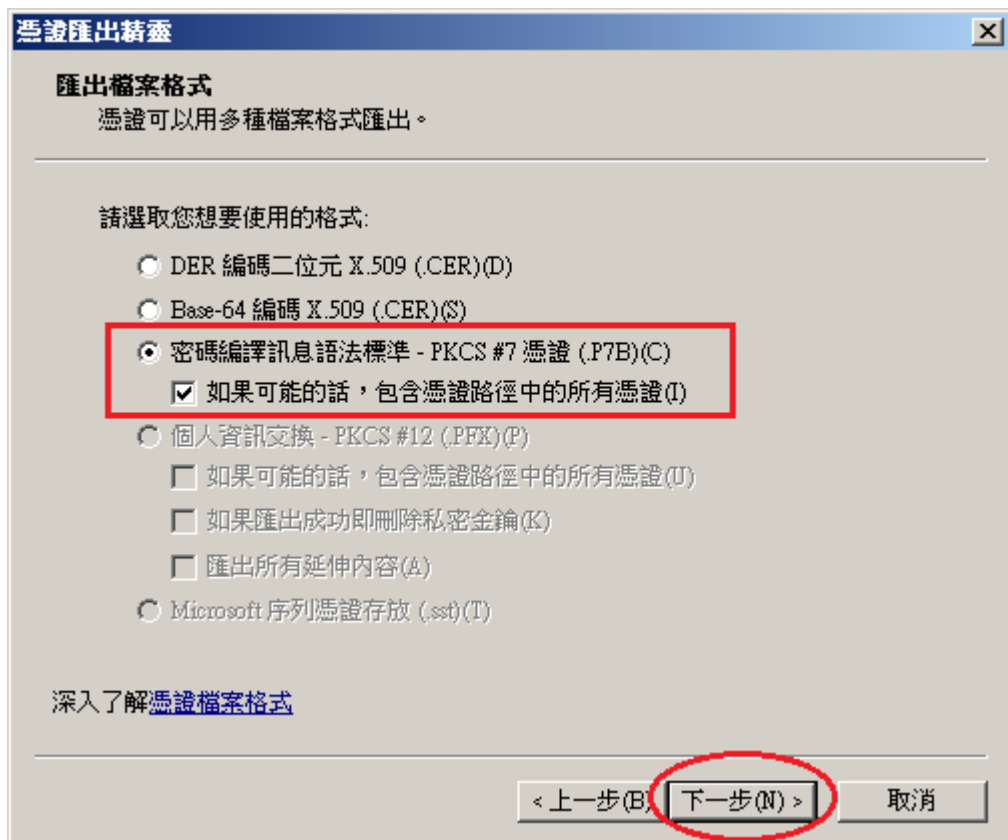 憑證匯出精靈
匯出檔案格式
憑證可以用多種檔案格式匯出。
請選取您想要使用的格式:
DER 編碼二位元 X.509 (.CER)(D)
Base-64 編碼 X.509 (.CER)(S)
密碼編譯訊息語法標準 - PKCS #7 憑證 (.P7B)(C)
如果可能的話，包含憑證路徑中的所有憑證(I)
個人資訊交換 - PKCS #12 (.PFX)(P)
如果可能的話，包含憑證路徑中的所有憑證(U)
如果匯出成功即刪除私密金鑰(K)
匯出所有延伸內容(A)
Microsoft 序列憑證存放 (.sst)(T)
深入了解憑證檔案格式
< 上一步(B) 下一步(N) > 取消